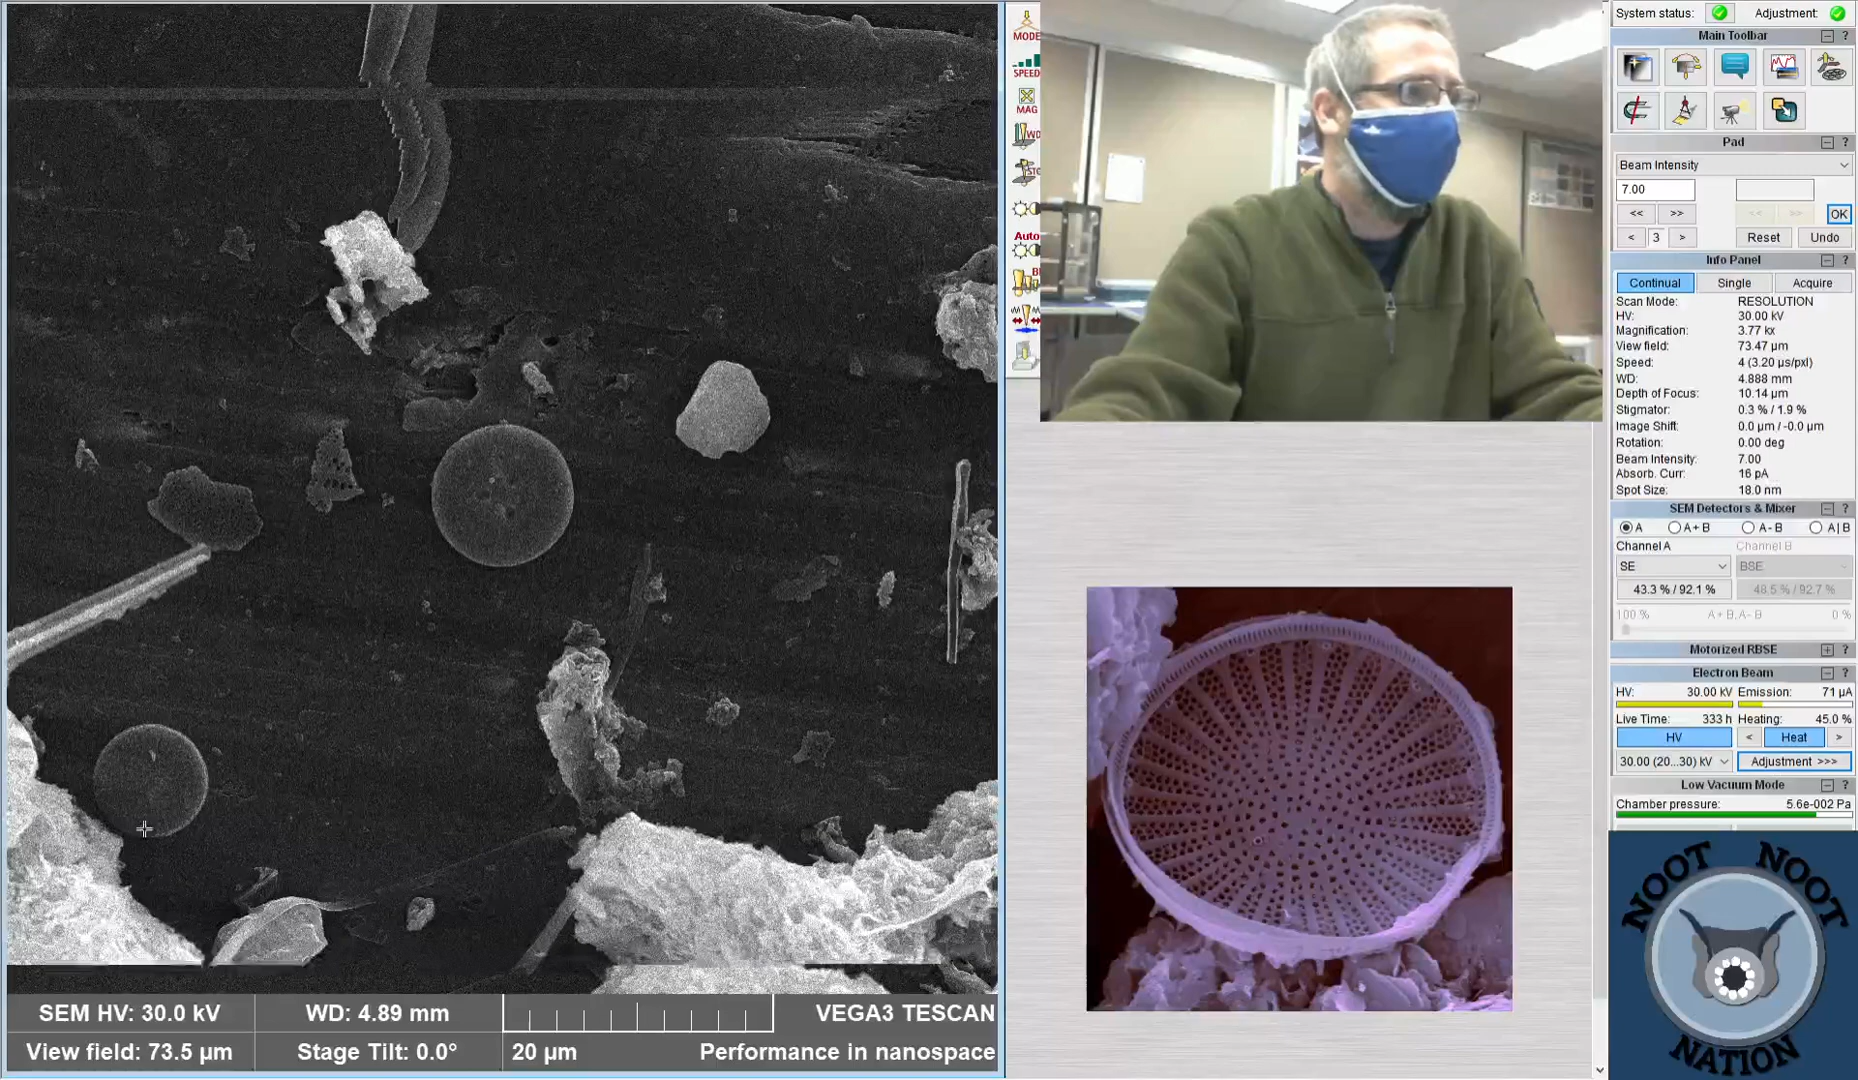 System status: Adjustment:
Main Toolbar
MODE
SPEED
MAG
WD
Auto
Pad
Beam Intensity
7.00
<< >> << >> OK
< 3 > Reset Undo
Info Panel
Continual Single Acquire
Scan Mode: RESOLUTION
HV: 30.00 kV
Magnification: 3.77 kx
View field: 73.47 µm
Speed: 4 (3.20 µs/pxl)
WD: 4.888 mm
Depth of Focus: 10.14 µm
Stigmator: 0.3 % / 1.9 %
Image Shift: 0.0 µm / -0.0 µm
Rotation: 0.00 deg
Beam Intensity: 7.00
Absorb. Curr: 16 pA
Spot Size: 18.0 nm
SEM Detectors & Mixer
A A + B A - B A | B
Channel A Channel B
SE BSE
43.3 % / 92.1 % 48.5 % / 92.7 %
100 % A + B, A - B 0 %
Motorized RBSE
Electron Beam
HV: 30.00 kV Emission: 71 µA
Live Time: 333 h Heating: 45.0 %
HV < Heat >
30.00 (20...30) kV Adjustment >>>
Low Vacuum Mode
Chamber pressure: 5.6e-002 Pa
NOOT NOOT
NATION
SEM HV: 30.0 kV WD: 4.89 mm VEGA3 TESCAN
View field: 73.5 µm Stage Tilt: 0.0° 20 µm Performance in nanospace